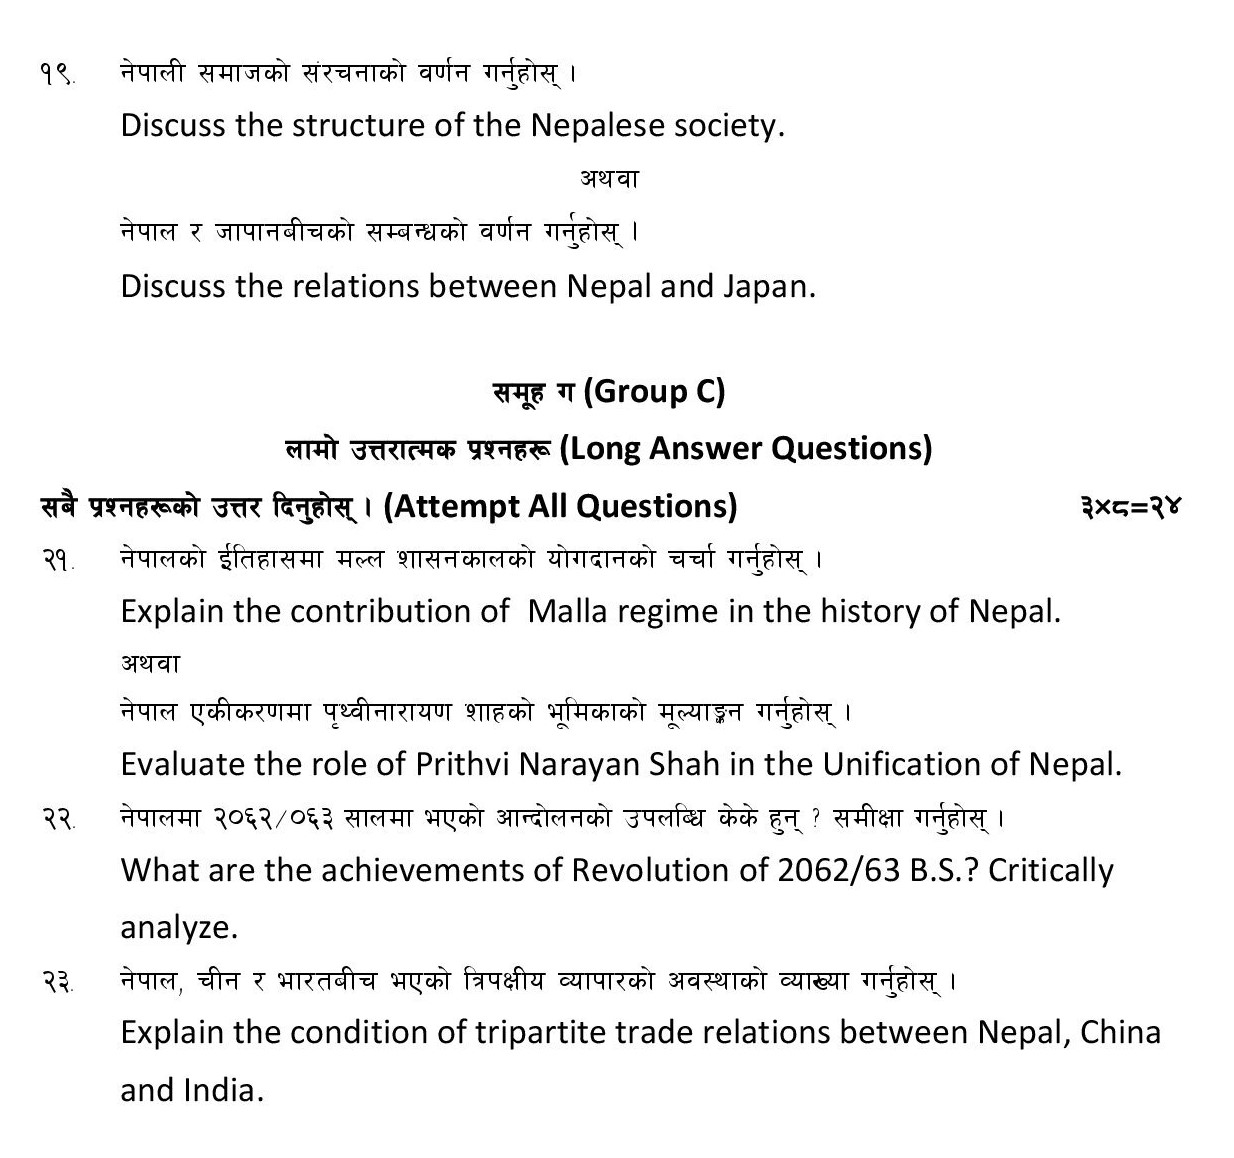 १९. नेपाली समाजको संरचनाको वर्णन गर्नुहोस् ।
Discuss the structure of the Nepalese society.
अथवा
नेपाल र जापानबीचको सम्बन्धको वर्णन गर्नुहोस् ।
Discuss the relations between Nepal and Japan.
समूह ग (Group C)
लामो उत्तरात्मक प्रश्नहरू (Long Answer Questions)
सबै प्रश्नहरूको उत्तर दिनुहोस् । (Attempt All Questions) ३×८=२४
२१. नेपालको ईतिहासमा मल्ल शासनकालको योगदानको चर्चा गर्नुहोस् ।
Explain the contribution of Malla regime in the history of Nepal.
अथवा
नेपाल एकीकरणमा पृथ्वीनारायण शाहको भूमिकाको मूल्याङ्कन गर्नुहोस् ।
Evaluate the role of Prithvi Narayan Shah in the Unification of Nepal.
२२. नेपालमा २०६२/०६३ सालमा भएको आन्दोलनको उपलब्धि केके हुन् ? समीक्षा गर्नुहोस् ।
What are the achievements of Revolution of 2062/63 B.S.? Critically
analyze.
२३. नेपाल, चीन र भारतबीच भएको त्रिपक्षीय व्यापारको अवस्थाको व्याख्या गर्नुहोस् ।
Explain the condition of tripartite trade relations between Nepal, China
and India.